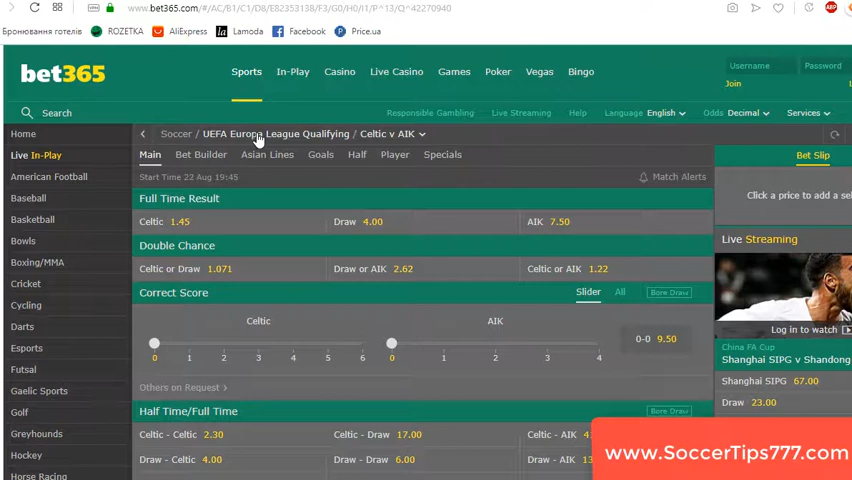 www.bet365.com/#/AC/B1/C1/D8/E82353138/F3/G0/H0/I1/P^13/Q^42270940
ABP
Бронювання готелів ROZETKA AliExpress Lamoda Facebook Price.ua
bet365
Sports In-Play Casino Live Casino Games Poker Vegas Bingo
Username Password
Join
Search
Responsible Gambling Live Streaming Help Language English Odds Decimal Services
Home
Live In-Play
American Football
Baseball
Basketball
Bowls
Boxing/MMA
Cricket
Cycling
Darts
Esports
Futsal
Gaelic Sports
Golf
Greyhounds
Hockey
Horse Racing
Soccer / UEFA Europa League Qualifying / Celtic v AIK
Main Bet Builder Asian Lines Goals Half Player Specials
Start Time 22 Aug 19:45 Match Alerts
Full Time Result
Celtic 1.45 Draw 4.00 AIK 7.50
Double Chance
Celtic or Draw 1.071 Draw or AIK 2.62 Celtic or AIK 1.22
Correct Score Slider All Bore Draw
Celtic AIK
0-0 9.50
0 1 2 3 4 5 6 0 1 2 3 4
Others on Request
Half Time/Full Time Bore Draw
Celtic - Celtic 2.30 Celtic - Draw 17.00 Celtic - AIK
Draw - Celtic 4.00 Draw - Draw 6.00 Draw - AIK
Bet Slip
Click a price to add a
Live Streaming
Log in to watch
China FA Cup
Shanghai SIPG v Shandong
Shanghai SIPG 67.00
Draw 23.00
www.SoccerTips777.com